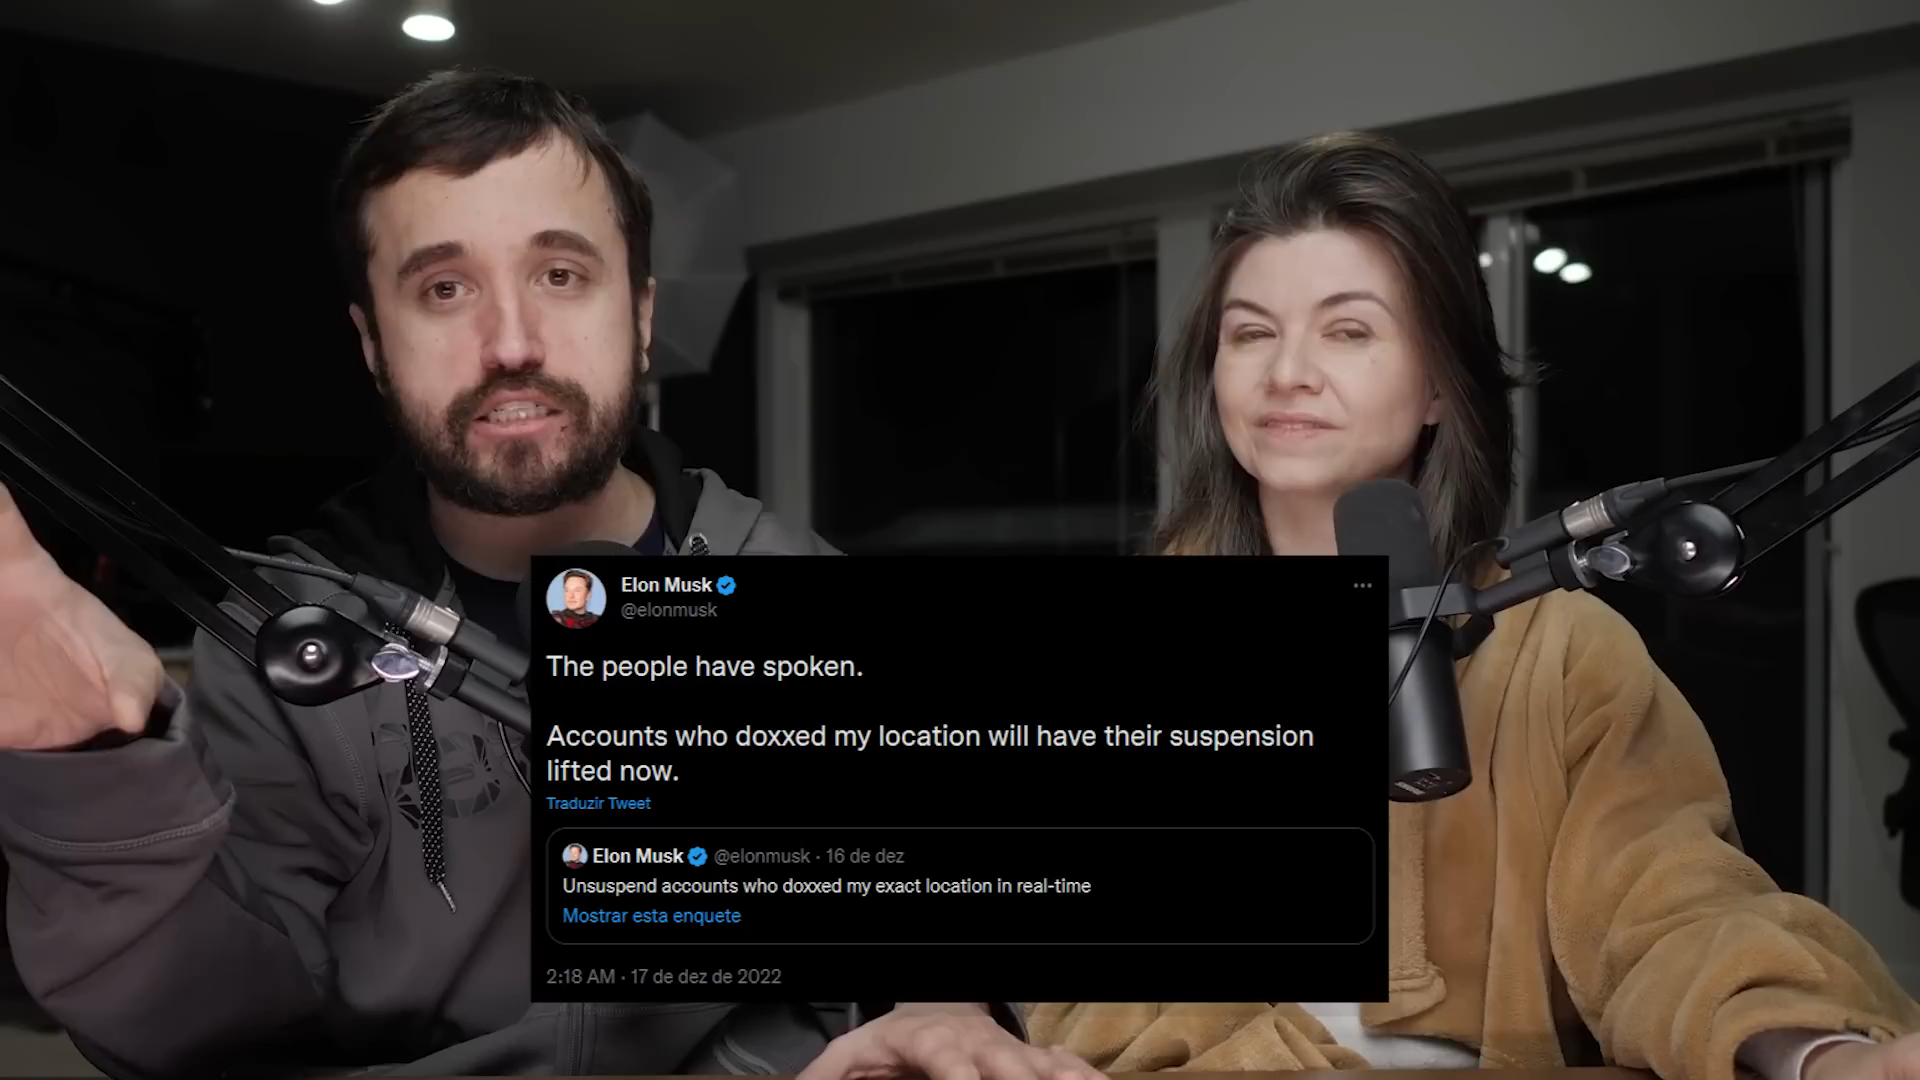 Elon Musk
@elonmusk
The people have spoken.
Accounts who doxxed my location will have their suspension
lifted now.
Traduzir Tweet
Elon Musk @elonmusk · 16 de dez
Unsuspend accounts who doxxed my exact location in real-time
Mostrar esta enquete
2:18 AM · 17 de dez de 2022